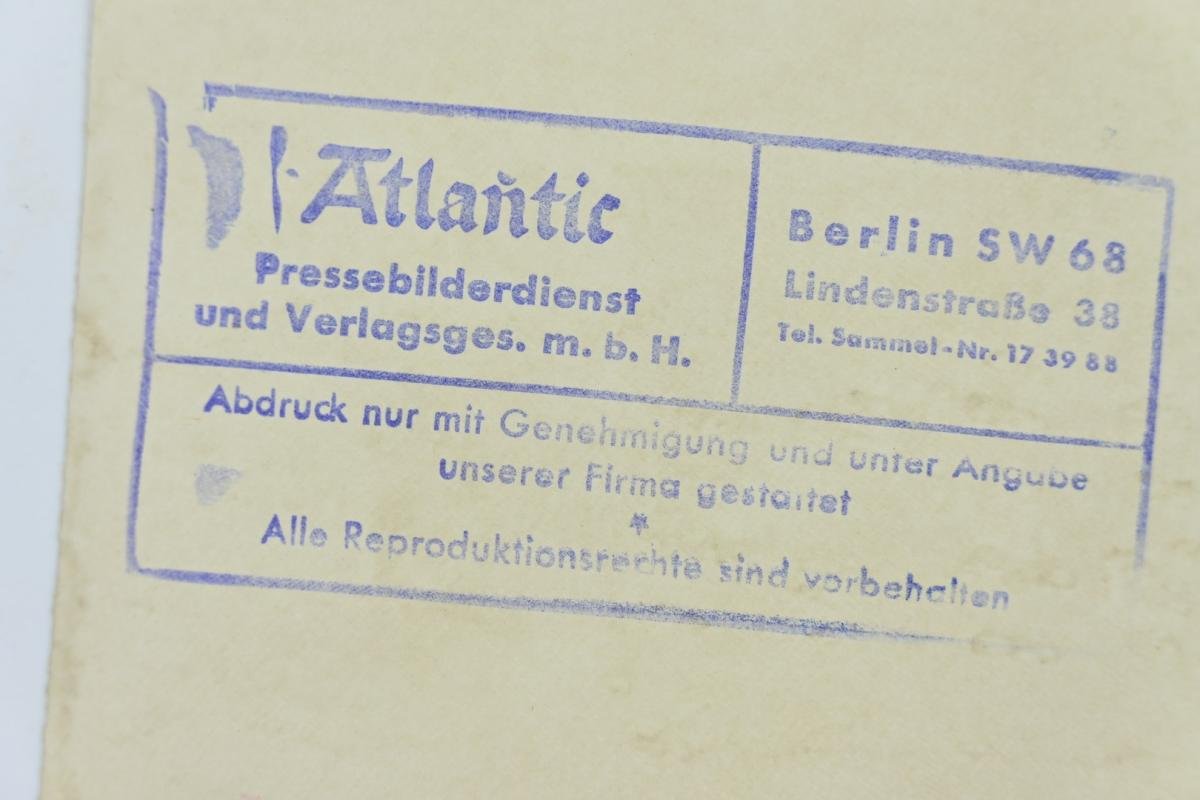 Atlantic
Pressebilderdienst
und Verlagsges. m. b. H.
Berlin SW 68
Lindenstraße 38
Tel. Sammel-Nr. 17 39 88
Abdruck nur mit Genehmigung und unter Angabe
unserer Firma gestattet
*
Alle Reproduktionsrechte sind vorbehalten